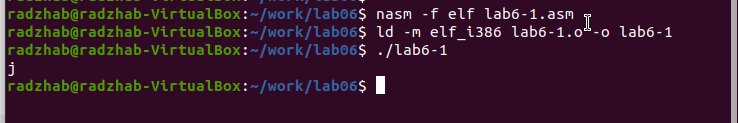 radzhab@radzhab-VirtualBox:~/work/lab06$ nasm -f elf lab6-1.asm
radzhab@radzhab-VirtualBox:~/work/lab06$ ld -m elf_i386 lab6-1.o -o lab6-1
radzhab@radzhab-VirtualBox:~/work/lab06$ ./lab6-1
j
radzhab@radzhab-VirtualBox:~/work/lab06$